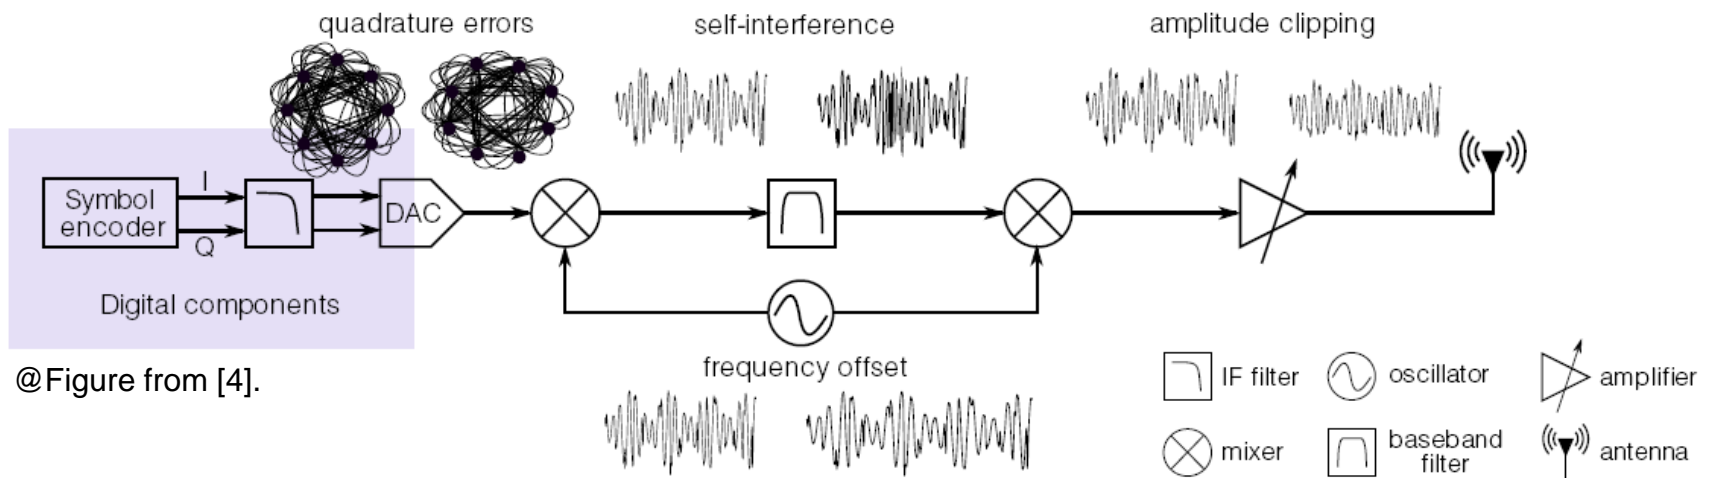 quadrature errors
self-interference
amplitude clipping
Symbol
encoder
I
Q
DAC
Digital components
frequency offset
@Figure from [4].
IF filter
oscillator
amplifier
mixer
baseband
filter
antenna